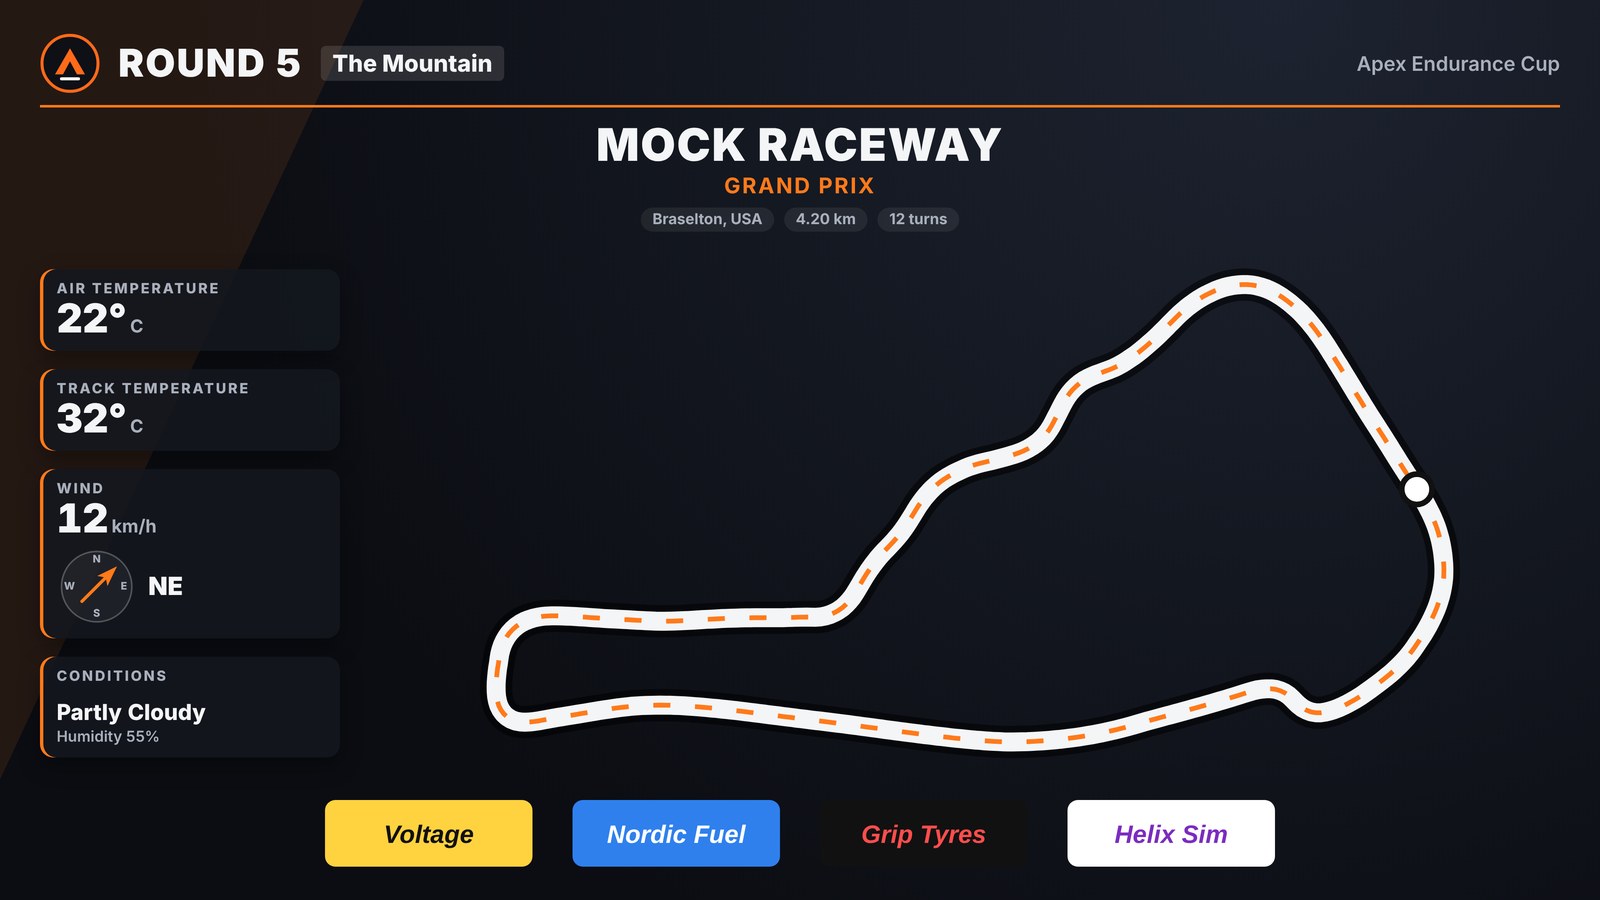 ROUND 5
The Mountain
Apex Endurance Cup
MOCK RACEWAY
GRAND PRIX
Braselton, USA
4.20 km
12 turns
AIR TEMPERATURE
22° C
TRACK TEMPERATURE
32° C
WIND
12 km/h
N
W
E
S
NE
CONDITIONS
Partly Cloudy
Humidity 55%
Voltage
Nordic Fuel
Grip Tyres
Helix Sim